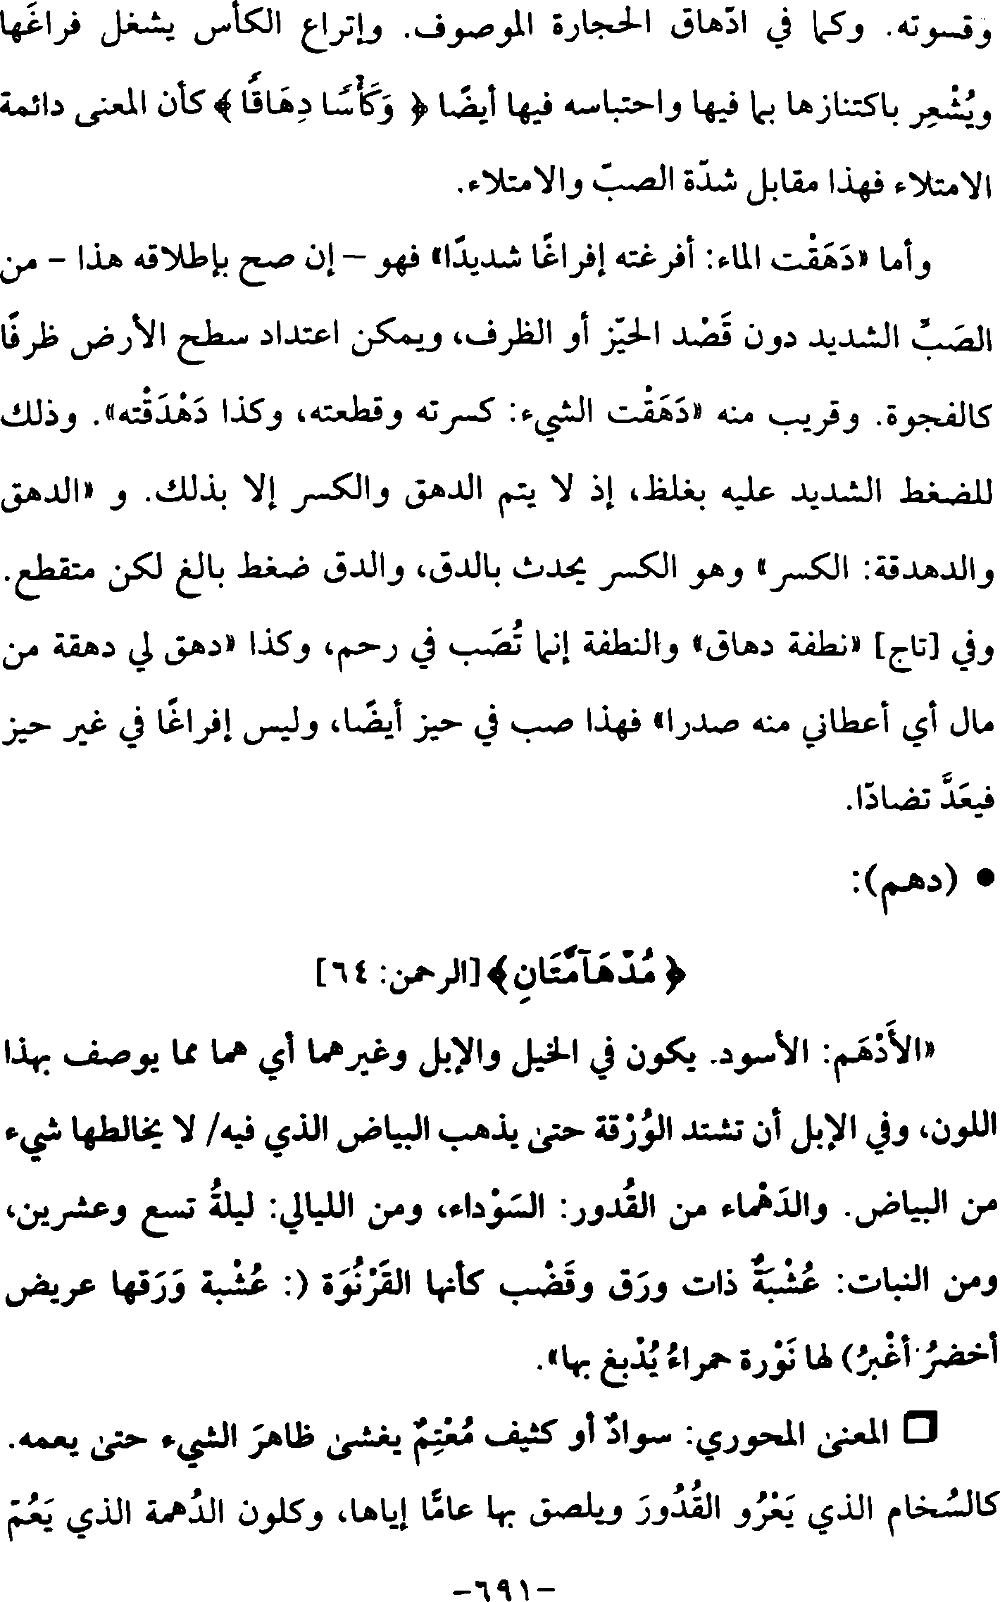 وقسوته. وكما في ادّهاق الحجارة الموصوف. وإتراع الكأس يشغل فراغَها
ويُشْعِر باكتنازها بما فيها واحتباسه فيها أيضًا ﴿ وَكَأْسًا دِهَاقًا ﴾ كأن المعنى دائمة
الامتلاء فهذا مقابل شدّة الصبّ والامتلاء.
وأما «دَهَقْت الماء: أفرغته إفراغًا شديدًا» فهو – إن صح بإطلاقه هذا – من
الصَبِّ الشديد دون قَصْد الحيّز أو الظرف، ويمكن اعتداد سطح الأرض ظرفًا
كالفجوة. وقريب منه «دَهَقْت الشيء: كسرته وقطعته، وكذا دَهْدَقْته». وذلك
للضغط الشديد عليه بغلظ، إذ لا يتم الدهق والكسر إلا بذلك. و «الدهق
والدهدقة: الكسر» وهو الكسر يحدث بالدق، والدق ضغط بالغ لكن متقطع.
وفي [تاج] «نطفة دهاق» والنطفة إنما تُصَب في رحم، وكذا «دهق لي دهقة من
مال أي أعطاني منه صدرا» فهذا صب في حيز أيضًا، وليس إفراغًا في غير حيز
فيعَدَّ تضادّا.
● (دهم):
﴿ مُدْهَآمَّتَانِ ﴾ [الرحمن: ٦٤]
«الأَدْهَم: الأسود. يكون في الخيل والإبل وغيرهما أي هما مما يوصف بهذا
اللون، وفي الإبل أن تشتد الوُرْقة حتى يذهب البياض الذي فيه/ لا يخالطها شيء
من البياض. والدَهْماء من القُدور: السَوْداء، ومن الليالي: ليلةُ تسع وعشرين،
ومن النبات: عُشْبَةٌ ذات ورَق وقَضْب كأنها القَرْنُوَة (: عُشْبة وَرَقها عريض
أخضرُ أغْبرُ) لها نَوْرة حمراءُ يُدْبغ بها».
❒ المعنى المحوري: سوادٌ أو كثيف مُعْتِمٌ يغشى ظاهرَ الشيء حتى يعمه.
كالسُخام الذي يَعْرُو القُدُورَ ويلصق بها عامًّا إياها، وكلون الدُهمة الذي يَعُمّ
–٦٩١–